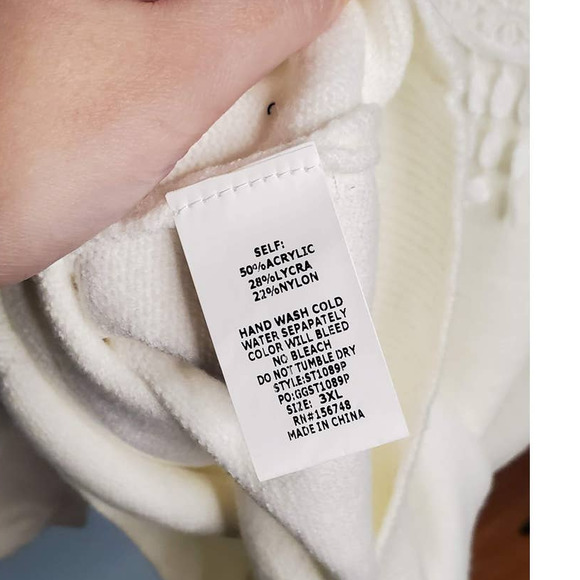 SELF:
50%ACRYLIC
28%LYCRA
22%NYLON
HAND WASH COLD
WATER SEPAPATELY
COLOR WILL BLEED
NO BLEACH
DO NOT TUMBLE DRY
STYLE:ST1089P
PO:GGST1089P
SIZE: 3XL
RN#156748
MADE IN CHINA